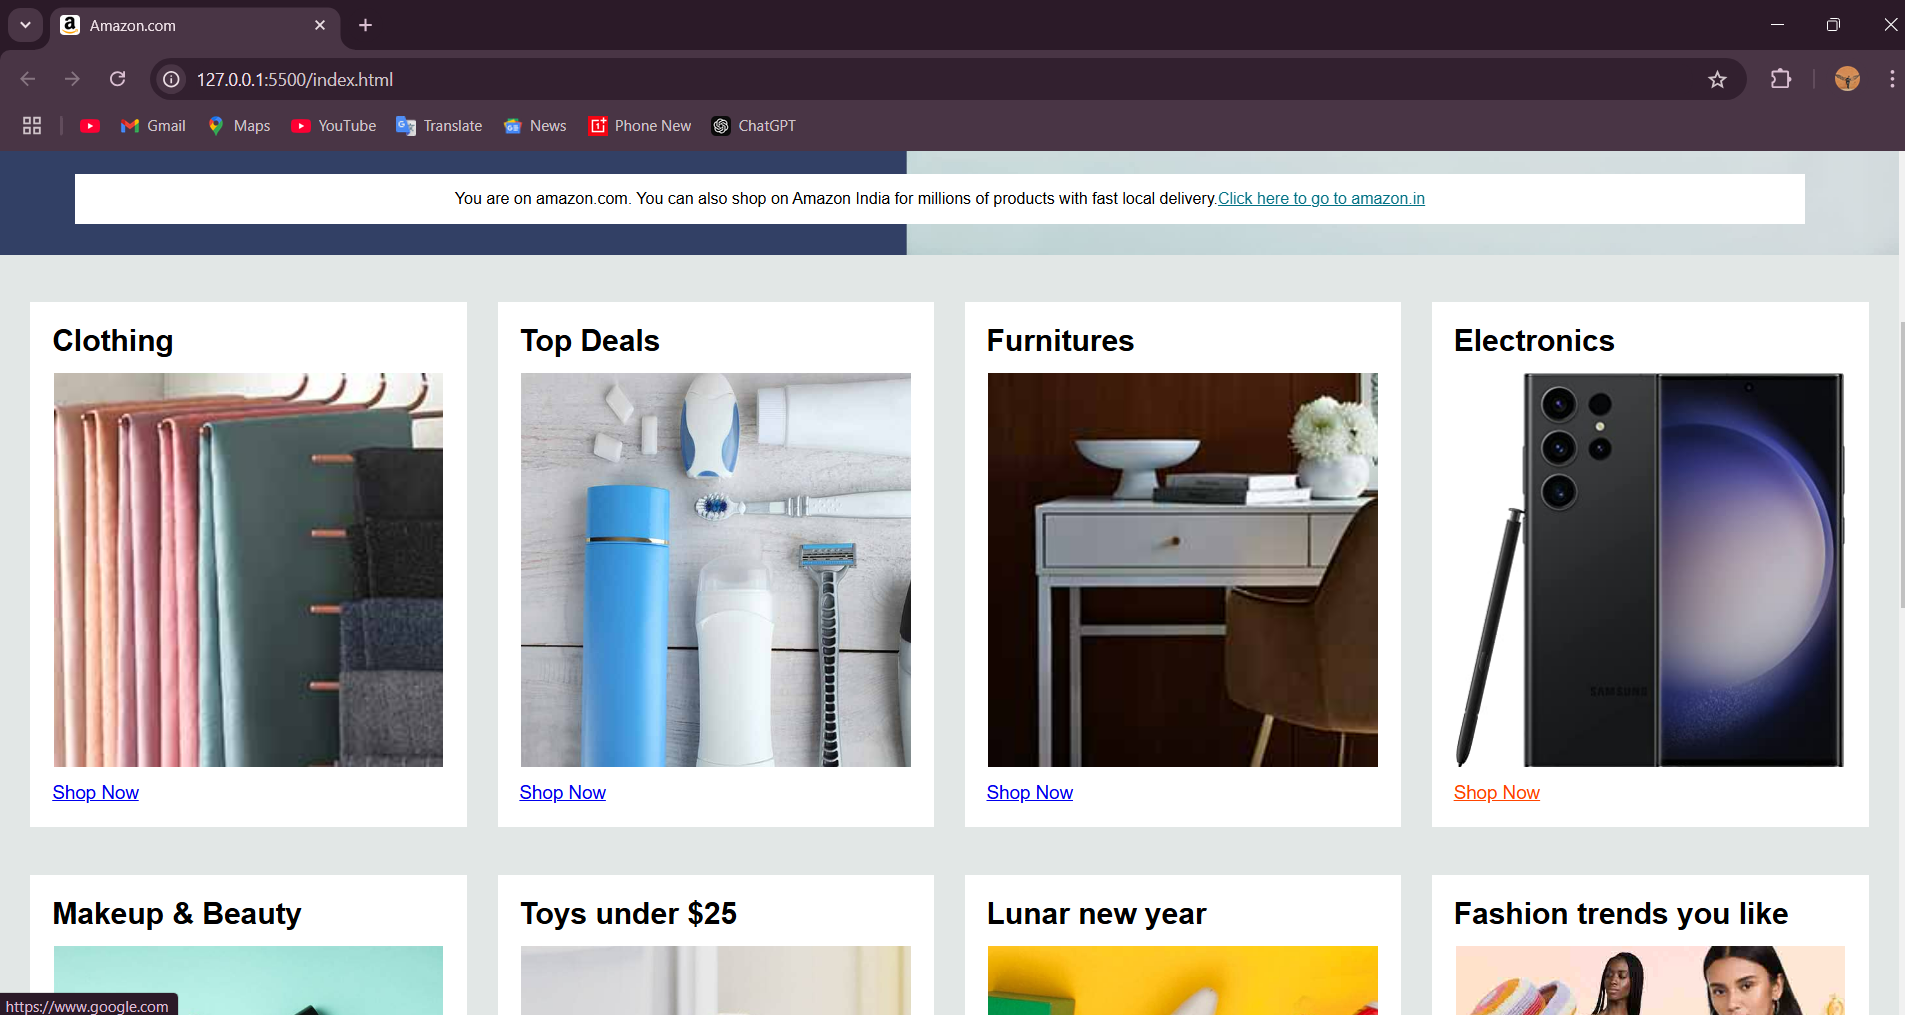 Amazon.com
127.0.0.1:5500/index.html
Gmail Maps YouTube Translate News Phone New ChatGPT
You are on amazon.com. You can also shop on Amazon India for millions of products with fast local delivery.Click here to go to amazon.in
Clothing Top Deals Furnitures Electronics
SAMSUNG
Shop Now Shop Now Shop Now Shop Now
Makeup & Beauty Toys under $25 Lunar new year Fashion trends you like
https://www.google.com